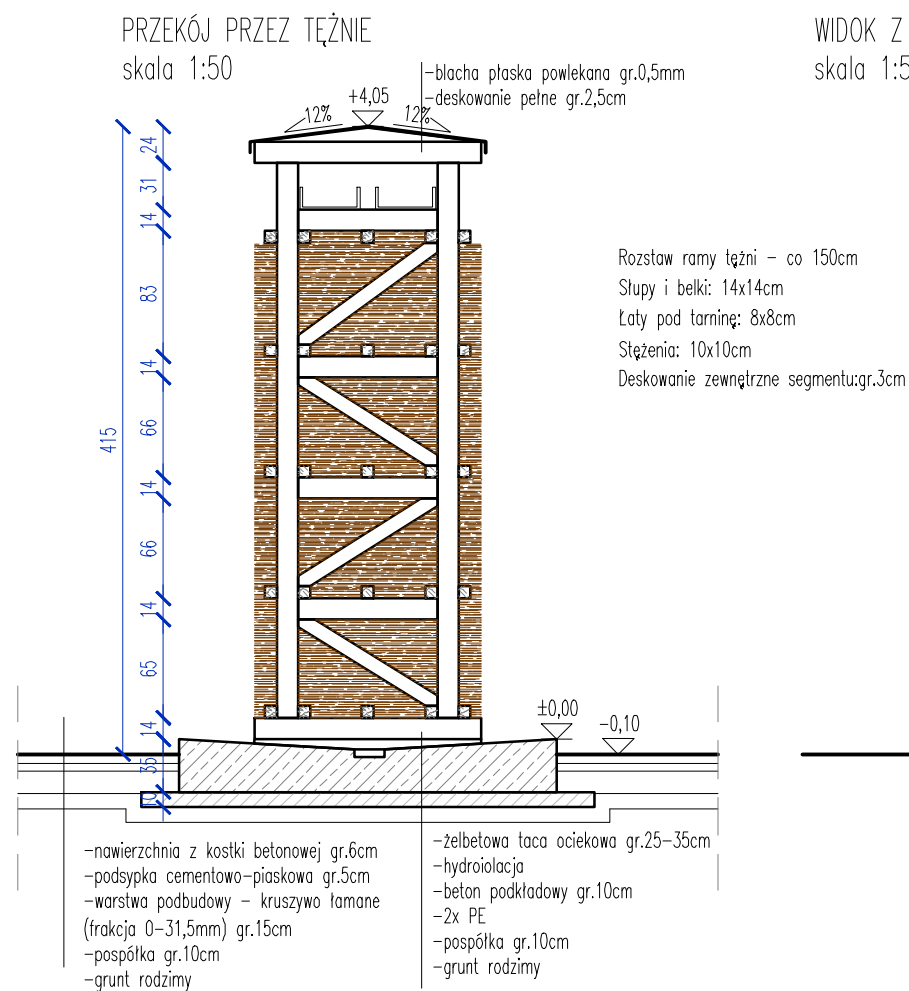 PRZEKÓJ PRZEZ TĘŻNIE
skala 1:50
WIDOK Z
skala 1:5
-blacha płaska powlekana gr.0,5mm
-deskowanie pełne gr.2,5cm
+4,05
12%
12%
24
31
14
83
14
66
14
66
14
65
14
35
10
415
Rozstaw ramy tężni - co 150cm
Słupy i belki: 14x14cm
Łaty pod tarninę: 8x8cm
Stężenia: 10x10cm
Deskowanie zewnętrzne segmentu:gr.3cm
±0,00
-0,10
-nawierzchnia z kostki betonowej gr.6cm
-podsypka cementowo-piaskowa gr.5cm
-warstwa podbudowy - kruszywo łamane
(frakcja 0-31,5mm) gr.15cm
-pospółka gr.10cm
-grunt rodzimy
-żelbetowa taca ociekowa gr.25-35cm
-hydroiolacja
-beton podkładowy gr.10cm
-2x PE
-pospółka gr.10cm
-grunt rodzimy